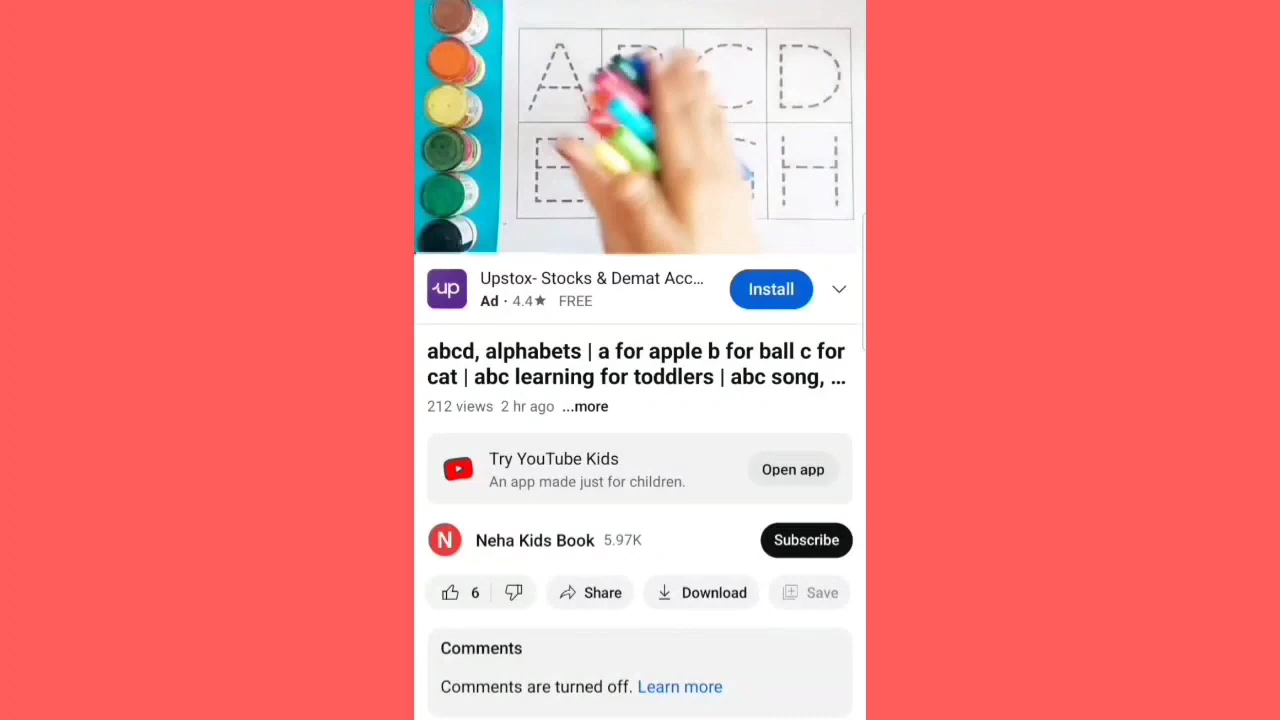 A B C D
E H
up
Upstox- Stocks & Demat Acc...
Ad · 4.4★ FREE
Install
abcd, alphabets | a for apple b for ball c for
cat | abc learning for toddlers | abc song, ...
212 views 2 hr ago ...more
Try YouTube Kids
An app made just for children.
Open app
N
Neha Kids Book 5.97K
Subscribe
6
Share
Download
Save
Comments
Comments are turned off. Learn more